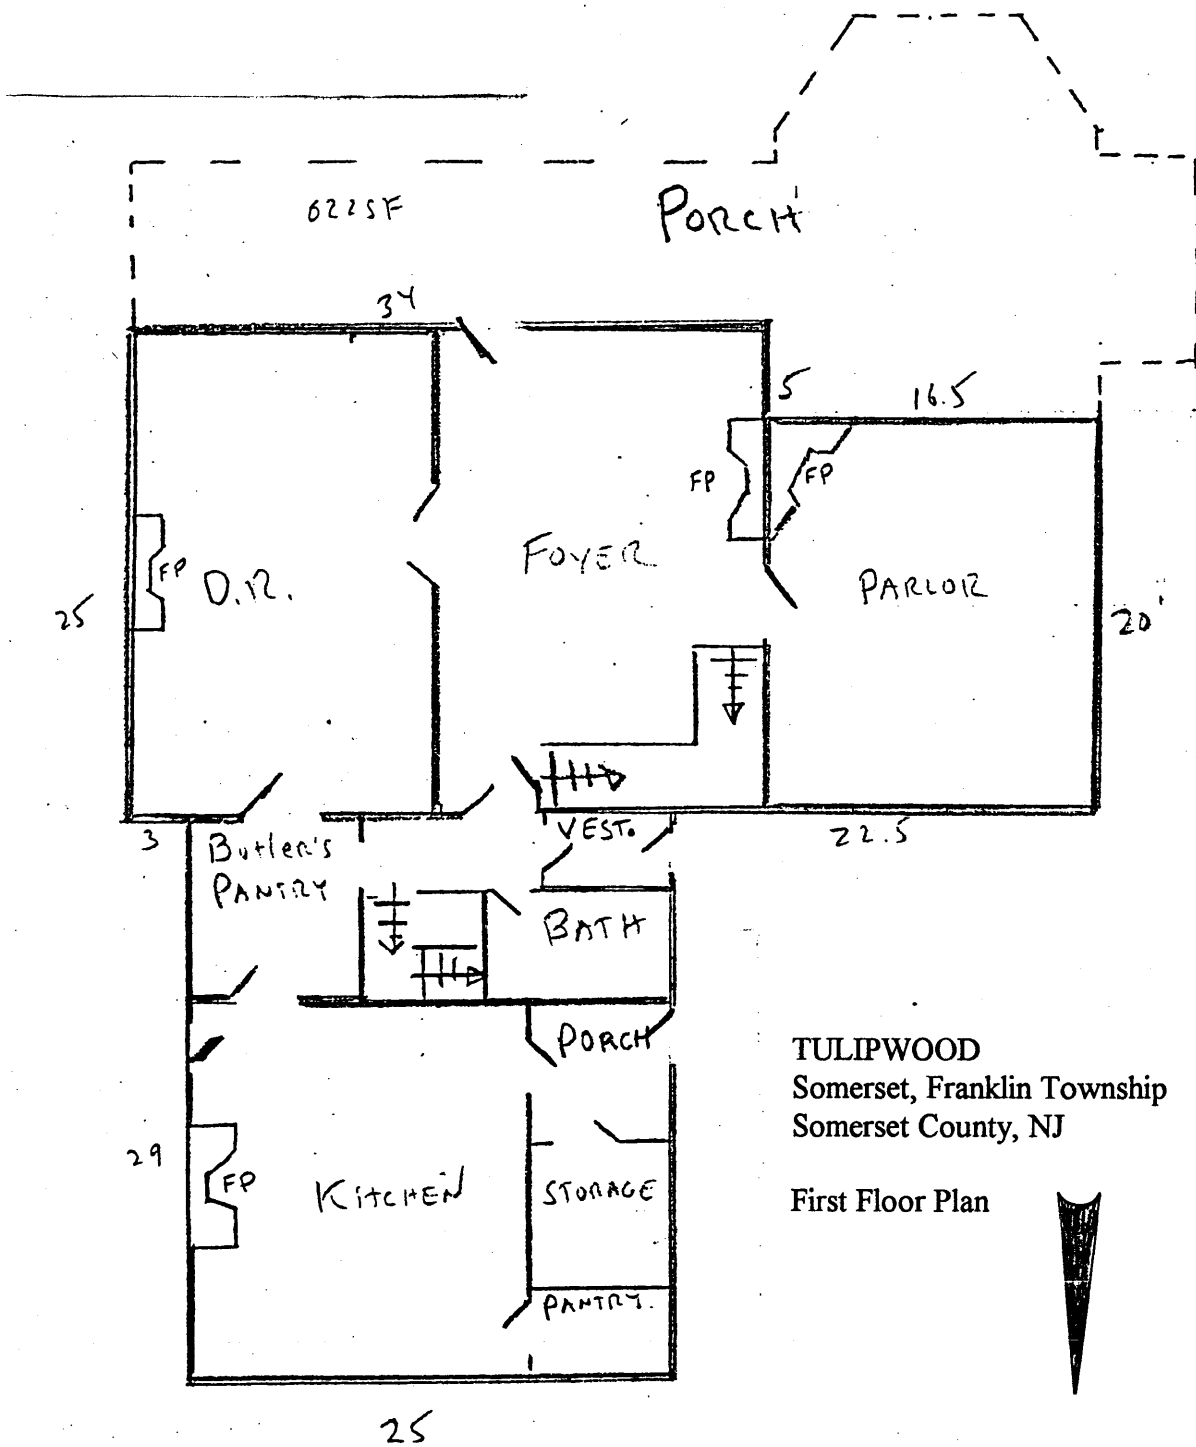 622SF
PORCH
34
5
16.5
FP
FP
FOYER
FP
D.R.
PARLOR
25
20'
3
VEST.
22.5
Butler's
PANTRY
BATH
PORCH
TULIPWOOD
Somerset, Franklin Township
Somerset County, NJ
29
FP
KITCHEN
STORAGE
First Floor Plan
PANTRY.
25